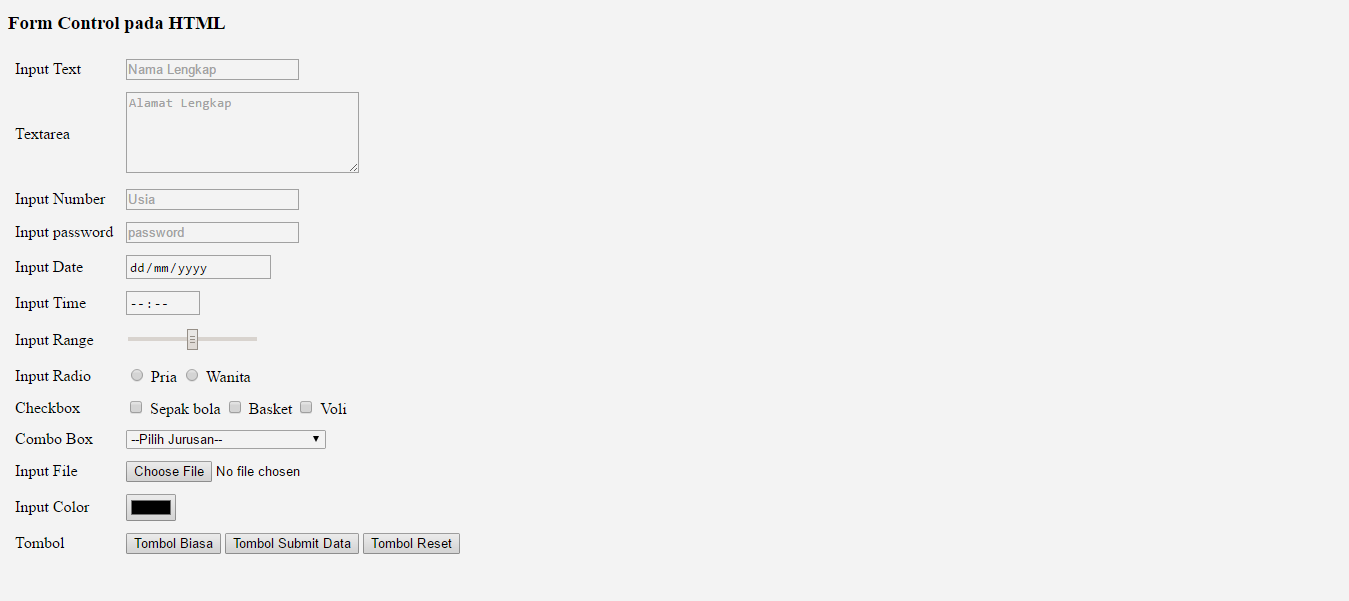 Form Control pada HTML
Input Text Nama Lengkap
Textarea Alamat Lengkap
Input Number Usia
Input password password
Input Date dd/mm/yyyy
Input Time --:--
Input Range
Input Radio Pria Wanita
Checkbox Sepak bola Basket Voli
Combo Box --Pilih Jurusan--
Input File Choose File No file chosen
Input Color
Tombol Tombol Biasa Tombol Submit Data Tombol Reset